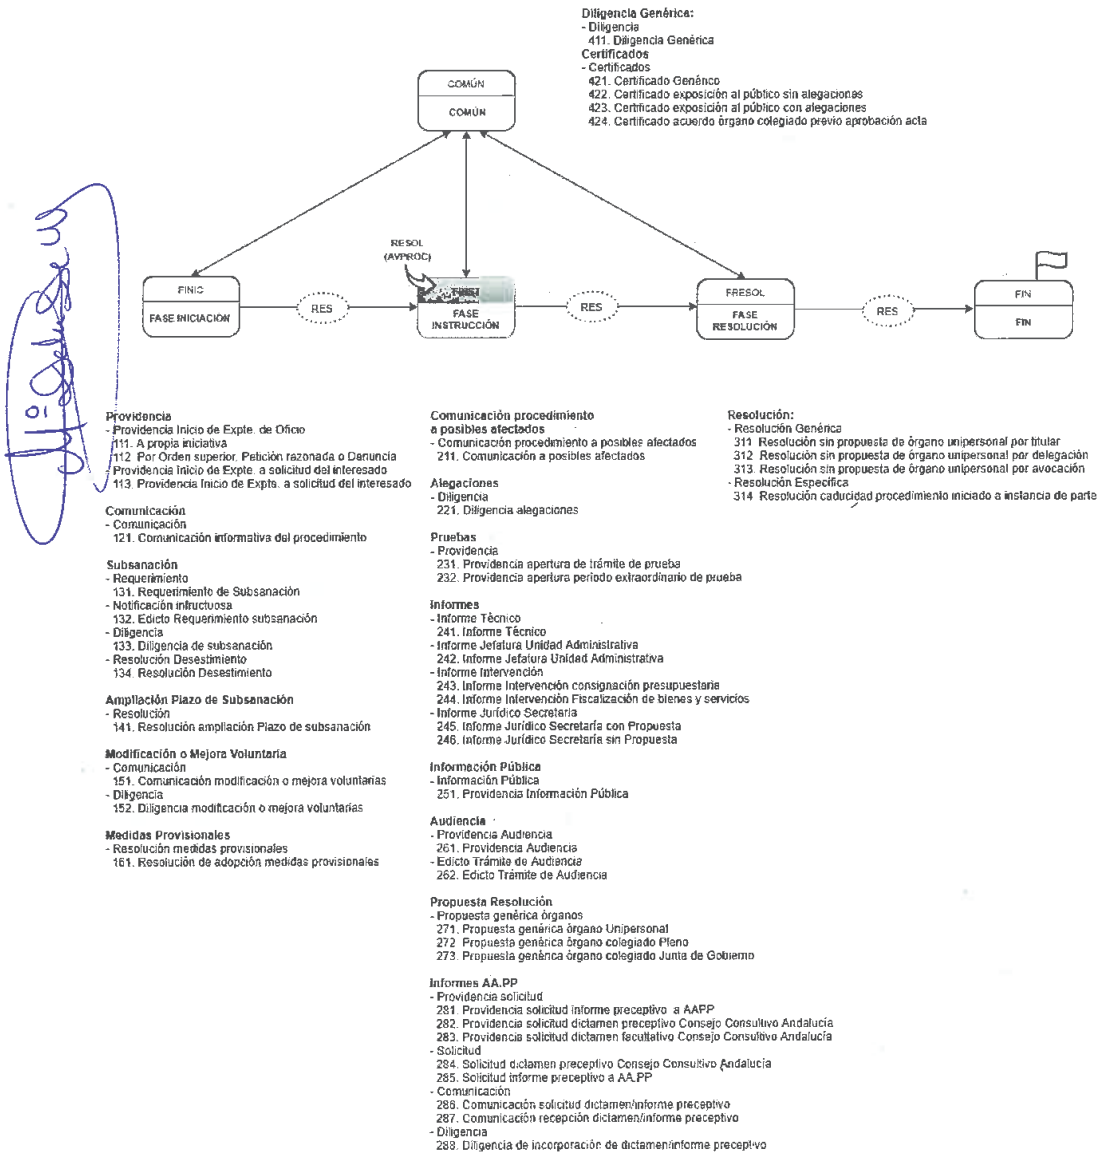 Diligencia Genérica:
- Diligencia
411. Diligencia Genérica
Certificados
- Certificados
421. Certificado Genérico
422. Certificado exposición al público sin alegaciones
423. Certificado exposición al público con alegaciones
424. Certificado acuerdo órgano colegiado previo aprobación acta
COMÚN
COMÚN
RESOL
(AVPROC)
FINIC
FASE INICIACIÓN
RES
FASE
INSTRUCCIÓN
RES
FRESOL
FASE
RESOLUCIÓN
RES
FIN
FIN
Providencia
- Providencia Inicio de Expte. de Oficio
111. A propia iniciativa
112 Por Orden superior, Petición razonada o Denuncia
- Providencia Inicio de Expte. a solicitud del interesado
113. Providencia Inicio de Expte. a solicitud del interesado
Comunicación
- Comunicación
121. Comunicación informativa del procedimiento
Subsanación
- Requerimiento
131. Requerimiento de Subsanación
- Notificación infructuosa
132. Edicto Requerimiento subsanación
- Diligencia
133. Diligencia de subsanación
- Resolución Desestimiento
134. Resolución Desestimiento
Ampliación Plazo de Subsanación
- Resolución
141. Resolución ampliación Plazo de subsanación
Modificación o Mejora Voluntaria
- Comunicación
151. Comunicación modificación o mejora voluntarias
- Diligencia
152. Diligencia modificación o mejora voluntarias
Medidas Provisionales
- Resolución medidas provisionales
161. Resolución de adopción medidas provisionales
Comunicación procedimiento
a posibles afectados
- Comunicación procedimiento a posibles afectados
211. Comunicación a posibles afectados
Alegaciones
- Diligencia
221. Diligencia alegaciones
Pruebas
- Providencia
231. Providencia apertura de trámite de prueba
232. Providencia apertura periodo extraordinario de prueba
Informes
- Informe Técnico
241. Informe Técnico
- Informe Jefatura Unidad Administrativa
242. Informe Jefatura Unidad Administrativa
- Informe Intervención
243. Informe Intervención consignación presupuestaria
244. Informe Intervención Fiscalización de bienes y servicios
- Informe Jurídico Secretaria
245. Informe Jurídico Secretaría con Propuesta
246. Informe Jurídico Secretaría sin Propuesta
Información Pública
- Información Pública
251. Providencia Información Pública
Audiencia
- Providencia Audiencia
261. Providencia Audiencia
- Edicto Trámite de Audiencia
262. Edicto Trámite de Audiencia
Propuesta Resolución
- Propuesta genérica órganos
271. Propuesta genérica órgano Unipersonal
272 Propuesta genérica órgano colegiado Pleno
273. Propuesta genérica órgano colegiado Junta de Gobierno
Informes AA.PP
- Providencia solicitud
281. Providencia solicitud informe preceptivo a AAPP
282. Providencia solicitud dictamen preceptivo Consejo Consultivo Andalucía
283. Providencia solicitud dictamen facultativo Consejo Consultivo Andalucía
- Solicitud
284. Solicitud dictamen preceptivo Consejo Consultivo Andalucía
285. Solicitud informe preceptivo a AA.PP
- Comunicación
286. Comunicación solicitud dictamen/informe preceptivo
287. Comunicación recepción dictamen/informe preceptivo
- Diligencia
288. Diligencia de incorporación de dictamen/informe preceptivo
Resolución:
- Resolución Genérica
311 Resolución sin propuesta de órgano unipersonal por titular
312 Resolución sin propuesta de órgano unipersonal por delegación
313. Resolución sin propuesta de órgano unipersonal por avocación
- Resolución Específica
314 Resolución caducidad procedimiento iniciado a instancia de parte